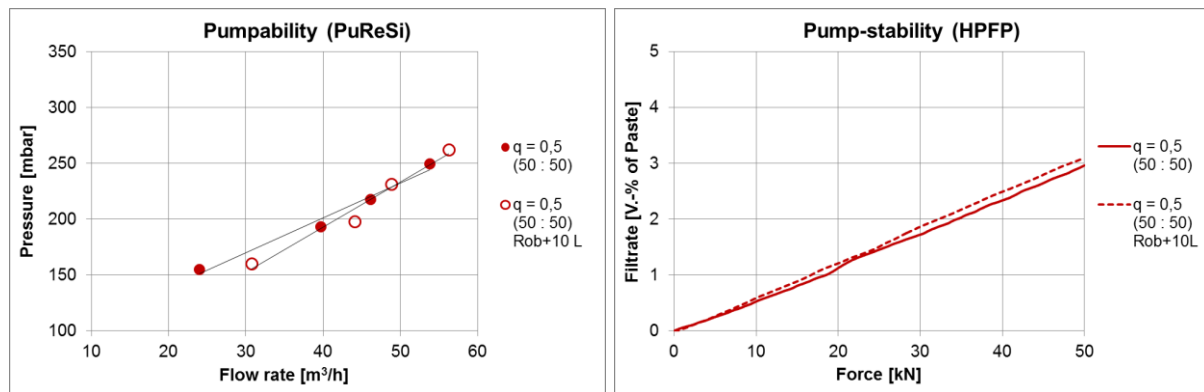 Pumpability (PuReSi)
350
300
250
200
150
100
Pressure [mbar]
10 20 30 40 50 60
Flow rate [m³/h]
q = 0,5
(50 : 50)
q = 0,5
(50 : 50)
Rob+10 L
Pump-stability (HPFP)
5
4
3
2
1
0
Filtrate [V.-% of Paste]
0 10 20 30 40 50
Force [kN]
q = 0,5
(50 : 50)
q = 0,5
(50 : 50)
Rob+10L